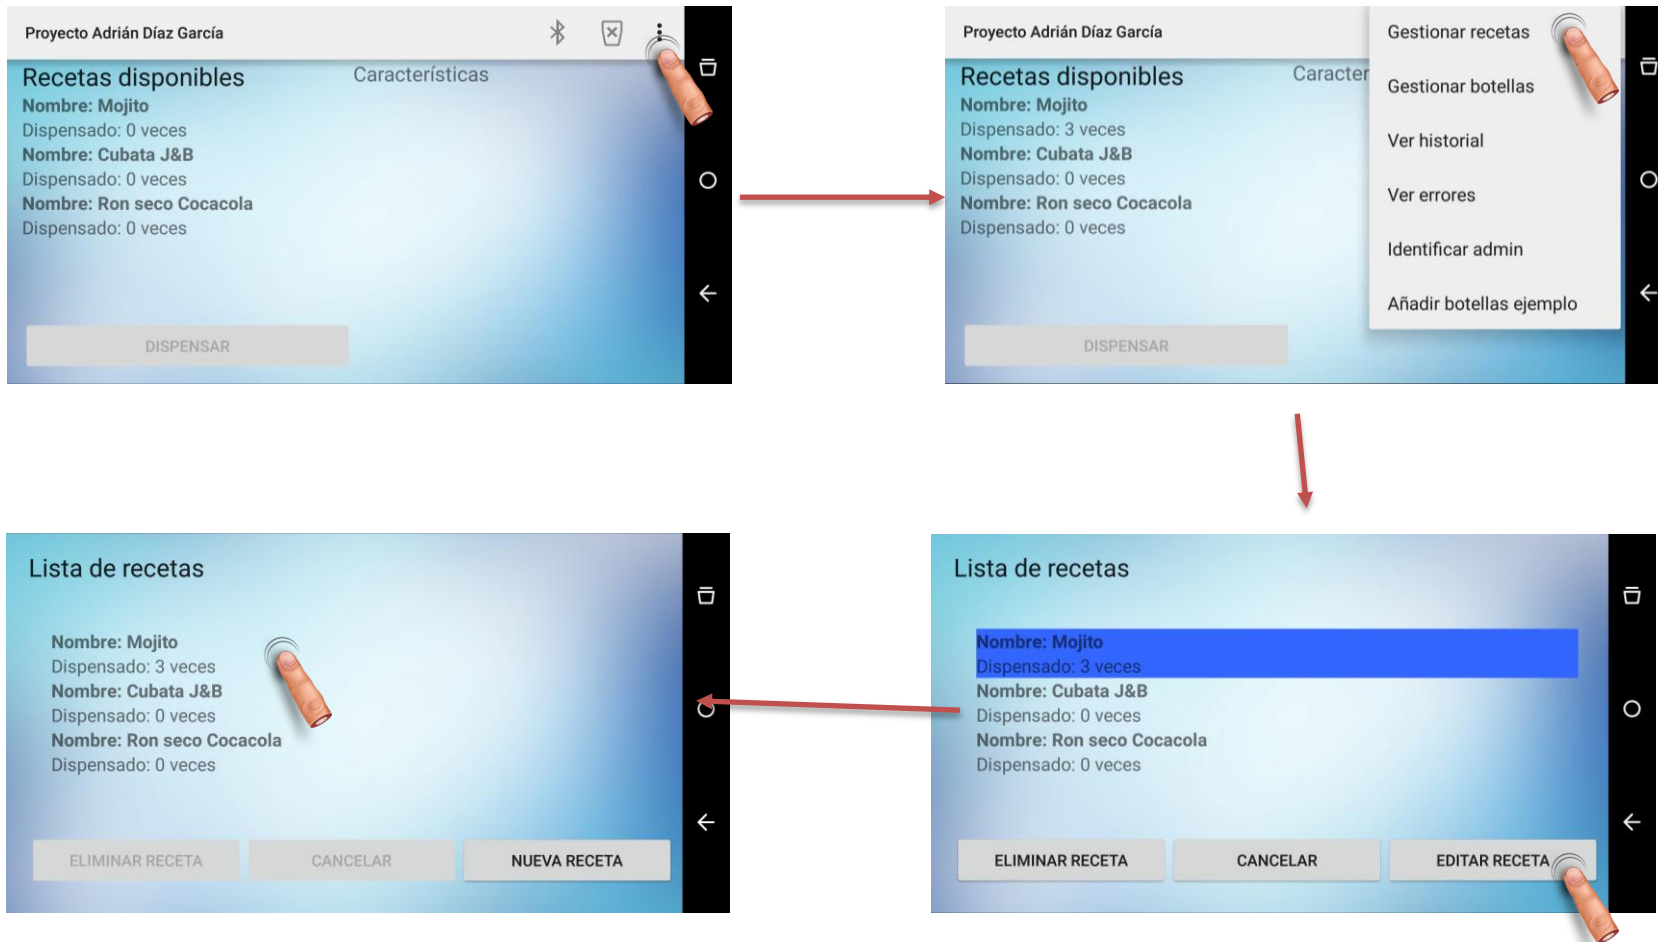 Proyecto Adrián Díaz García
Recetas disponibles
Características
Nombre: Mojito
Dispensado: 0 veces
Nombre: Cubata J&B
Dispensado: 0 veces
Nombre: Ron seco Cocacola
Dispensado: 0 veces
DISPENSAR
Proyecto Adrián Díaz García
Recetas disponibles
Caracter
Nombre: Mojito
Dispensado: 3 veces
Nombre: Cubata J&B
Dispensado: 0 veces
Nombre: Ron seco Cocacola
Dispensado: 0 veces
DISPENSAR
Gestionar recetas
Gestionar botellas
Ver historial
Ver errores
Identificar admin
Añadir botellas ejemplo
Lista de recetas
Nombre: Mojito
Dispensado: 3 veces
Nombre: Cubata J&B
Dispensado: 0 veces
Nombre: Ron seco Cocacola
Dispensado: 0 veces
ELIMINAR RECETA
CANCELAR
NUEVA RECETA
Lista de recetas
Nombre: Mojito
Dispensado: 3 veces
Nombre: Cubata J&B
Dispensado: 0 veces
Nombre: Ron seco Cocacola
Dispensado: 0 veces
ELIMINAR RECETA
CANCELAR
EDITAR RECETA